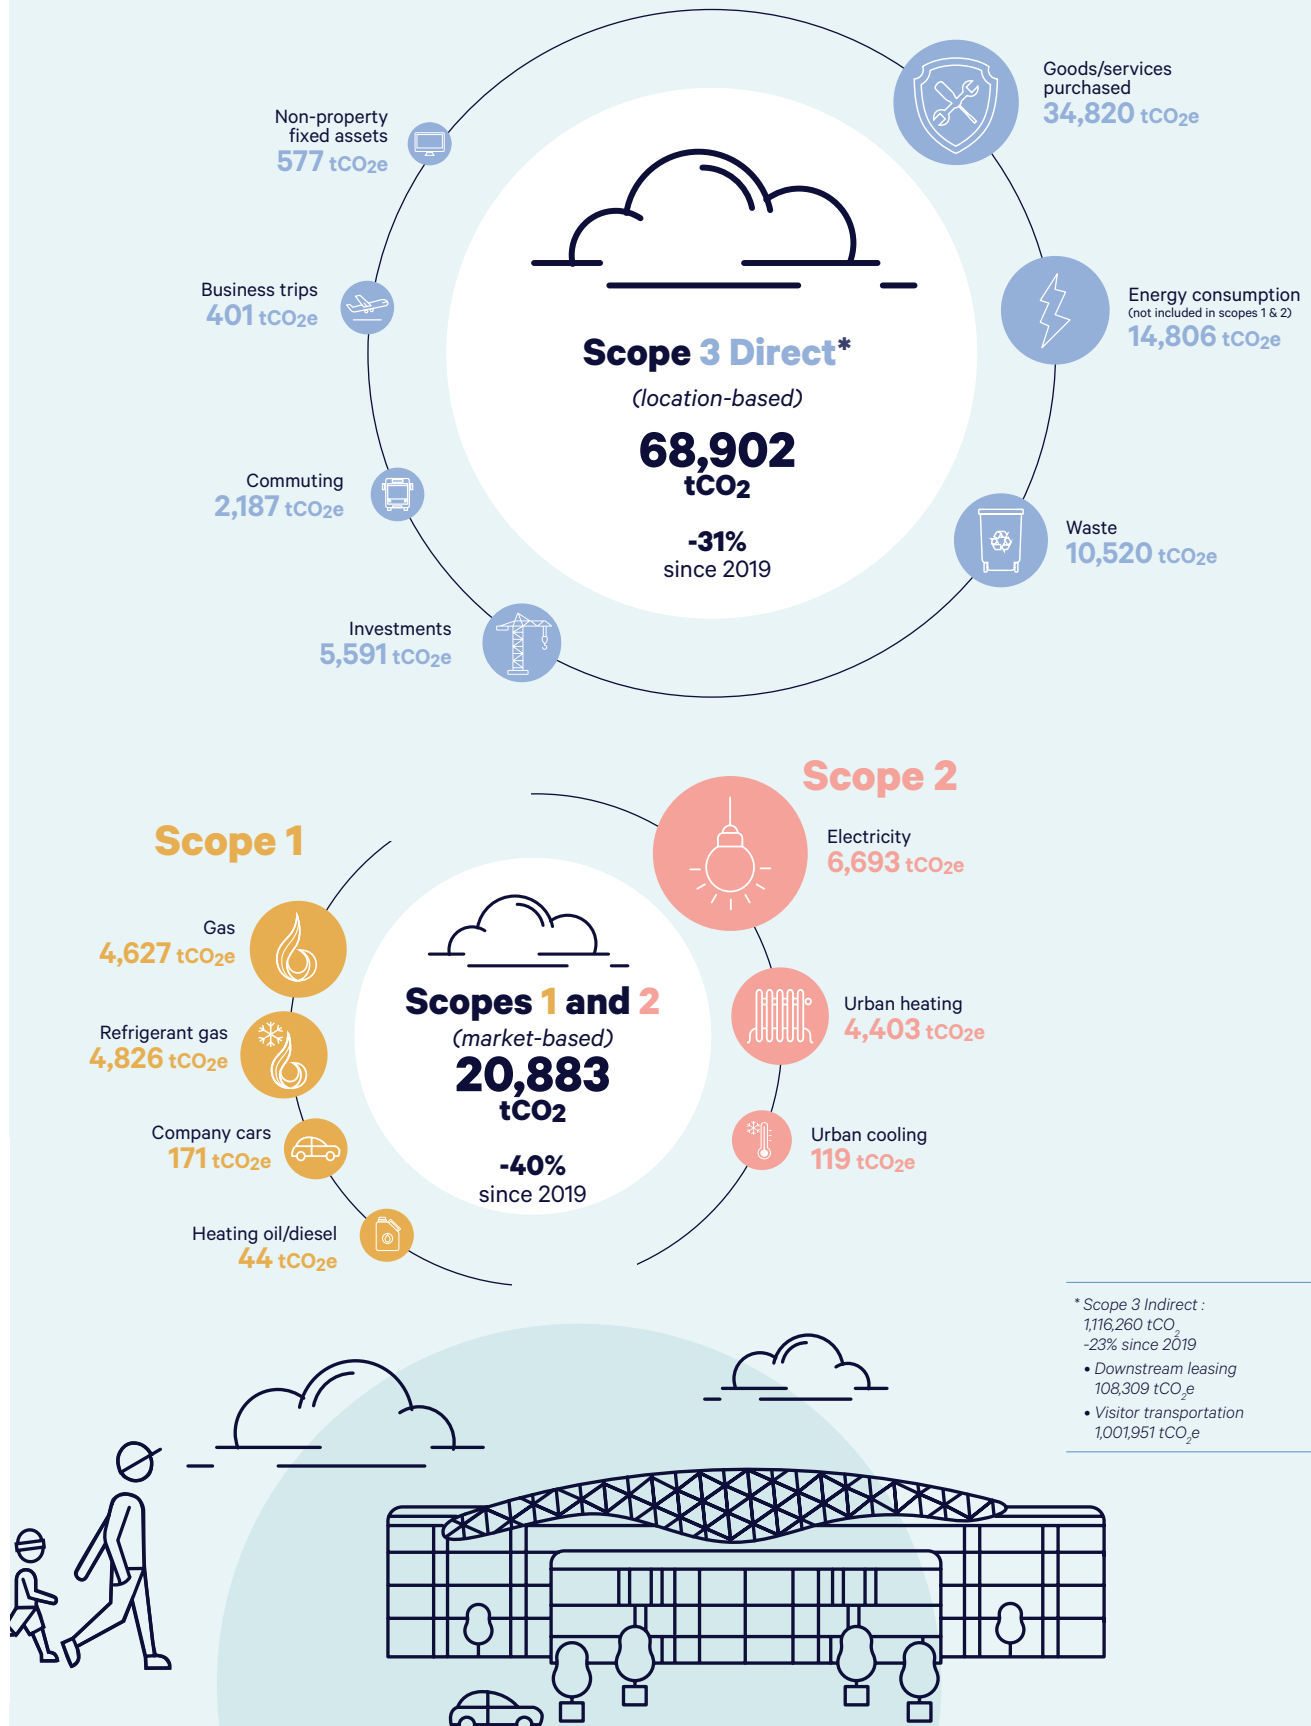 Goods/services
purchased
34,820 tCO2e
Non-property
fixed assets
577 tCO2e
Business trips
401 tCO2e
Energy consumption
(not included in scopes 1 & 2)
14,806 tCO2e
Scope 3 Direct*
(location-based)
68,902
tCO2
-31%
since 2019
Commuting
2,187 tCO2e
Waste
10,520 tCO2e
Investments
5,591 tCO2e
Scope 2
Scope 1
Electricity
6,693 tCO2e
Gas
4,627 tCO2e
Scopes 1 and 2
(market-based)
20,883
tCO2
-40%
since 2019
Urban heating
4,403 tCO2e
Refrigerant gas
4,826 tCO2e
Company cars
171 tCO2e
Urban cooling
119 tCO2e
Heating oil/diesel
44 tCO2e
* Scope 3 Indirect :
1,116,260 tCO2
-23% since 2019
• Downstream leasing
108,309 tCO2e
• Visitor transportation
1,001,951 tCO2e